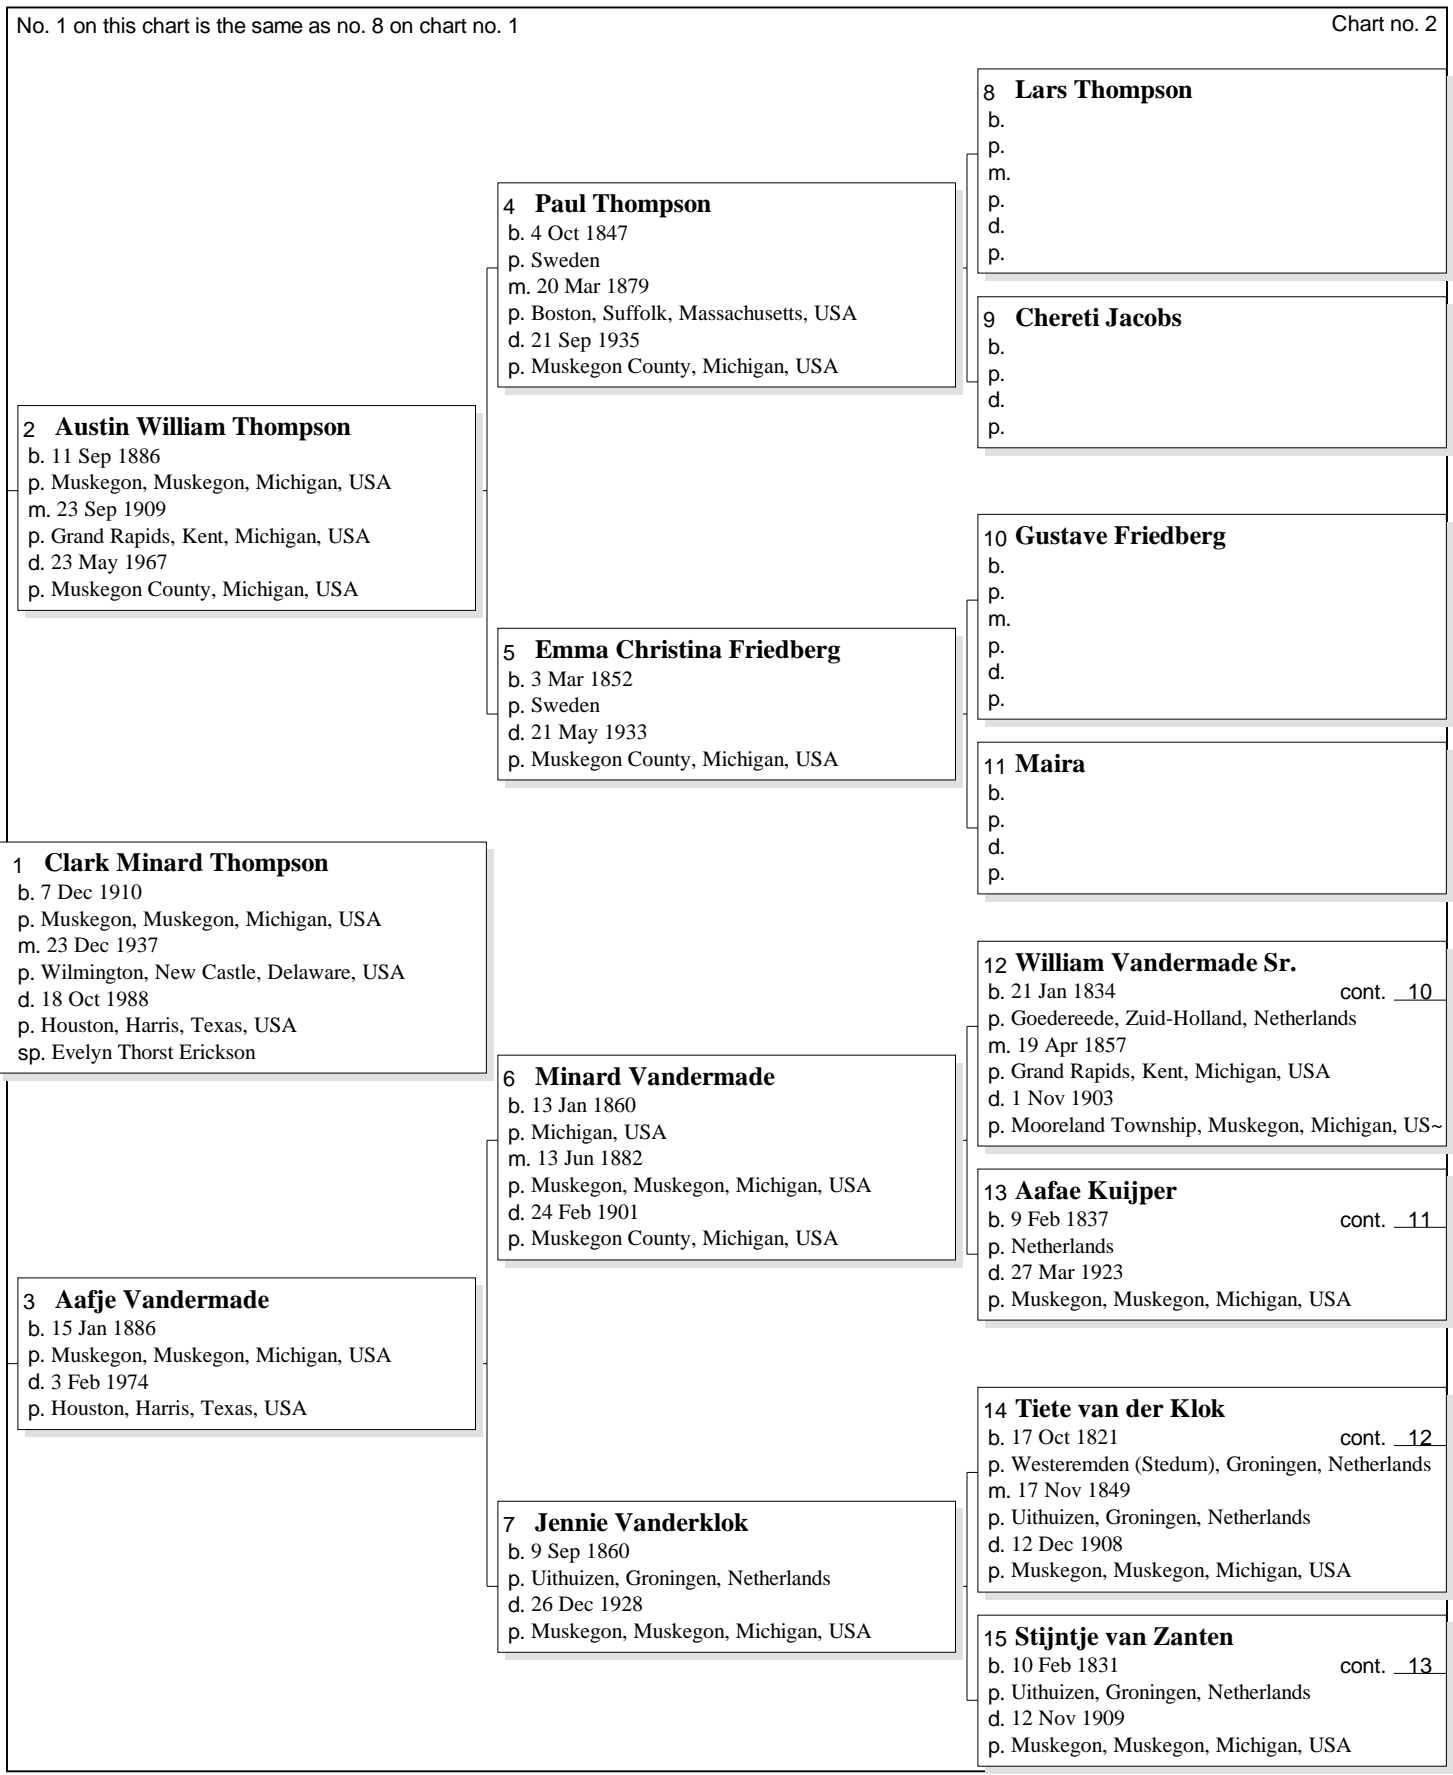 No. 1 on this chart is the same as no. 8 on chart no. 1
Chart no. 2
8 Lars Thompson
b.
p.
m.
p.
d.
p.
4 Paul Thompson
b. 4 Oct 1847
p. Sweden
m. 20 Mar 1879
p. Boston, Suffolk, Massachusetts, USA
d. 21 Sep 1935
p. Muskegon County, Michigan, USA
9 Chereti Jacobs
b.
p.
d.
p.
2 Austin William Thompson
b. 11 Sep 1886
p. Muskegon, Muskegon, Michigan, USA
m. 23 Sep 1909
p. Grand Rapids, Kent, Michigan, USA
d. 23 May 1967
p. Muskegon County, Michigan, USA
10 Gustave Friedberg
b.
p.
m.
p.
d.
p.
5 Emma Christina Friedberg
b. 3 Mar 1852
p. Sweden
d. 21 May 1933
p. Muskegon County, Michigan, USA
11 Maira
b.
p.
d.
p.
1 Clark Minard Thompson
b. 7 Dec 1910
p. Muskegon, Muskegon, Michigan, USA
m. 23 Dec 1937
p. Wilmington, New Castle, Delaware, USA
d. 18 Oct 1988
p. Houston, Harris, Texas, USA
sp. Evelyn Thorst Erickson
12 William Vandermade Sr.
b. 21 Jan 1834 cont. 10
p. Goedereede, Zuid-Holland, Netherlands
m. 19 Apr 1857
p. Grand Rapids, Kent, Michigan, USA
d. 1 Nov 1903
p. Mooreland Township, Muskegon, Michigan, US~
6 Minard Vandermade
b. 13 Jan 1860
p. Michigan, USA
m. 13 Jun 1882
p. Muskegon, Muskegon, Michigan, USA
d. 24 Feb 1901
p. Muskegon County, Michigan, USA
13 Aafae Kuijper
b. 9 Feb 1837 cont. 11
p. Netherlands
d. 27 Mar 1923
p. Muskegon, Muskegon, Michigan, USA
3 Aafje Vandermade
b. 15 Jan 1886
p. Muskegon, Muskegon, Michigan, USA
d. 3 Feb 1974
p. Houston, Harris, Texas, USA
14 Tiete van der Klok
b. 17 Oct 1821 cont. 12
p. Westeremden (Stedum), Groningen, Netherlands
m. 17 Nov 1849
p. Uithuizen, Groningen, Netherlands
d. 12 Dec 1908
p. Muskegon, Muskegon, Michigan, USA
7 Jennie Vanderklok
b. 9 Sep 1860
p. Uithuizen, Groningen, Netherlands
d. 26 Dec 1928
p. Muskegon, Muskegon, Michigan, USA
15 Stijntje van Zanten
b. 10 Feb 1831 cont. 13
p. Uithuizen, Groningen, Netherlands
d. 12 Nov 1909
p. Muskegon, Muskegon, Michigan, USA